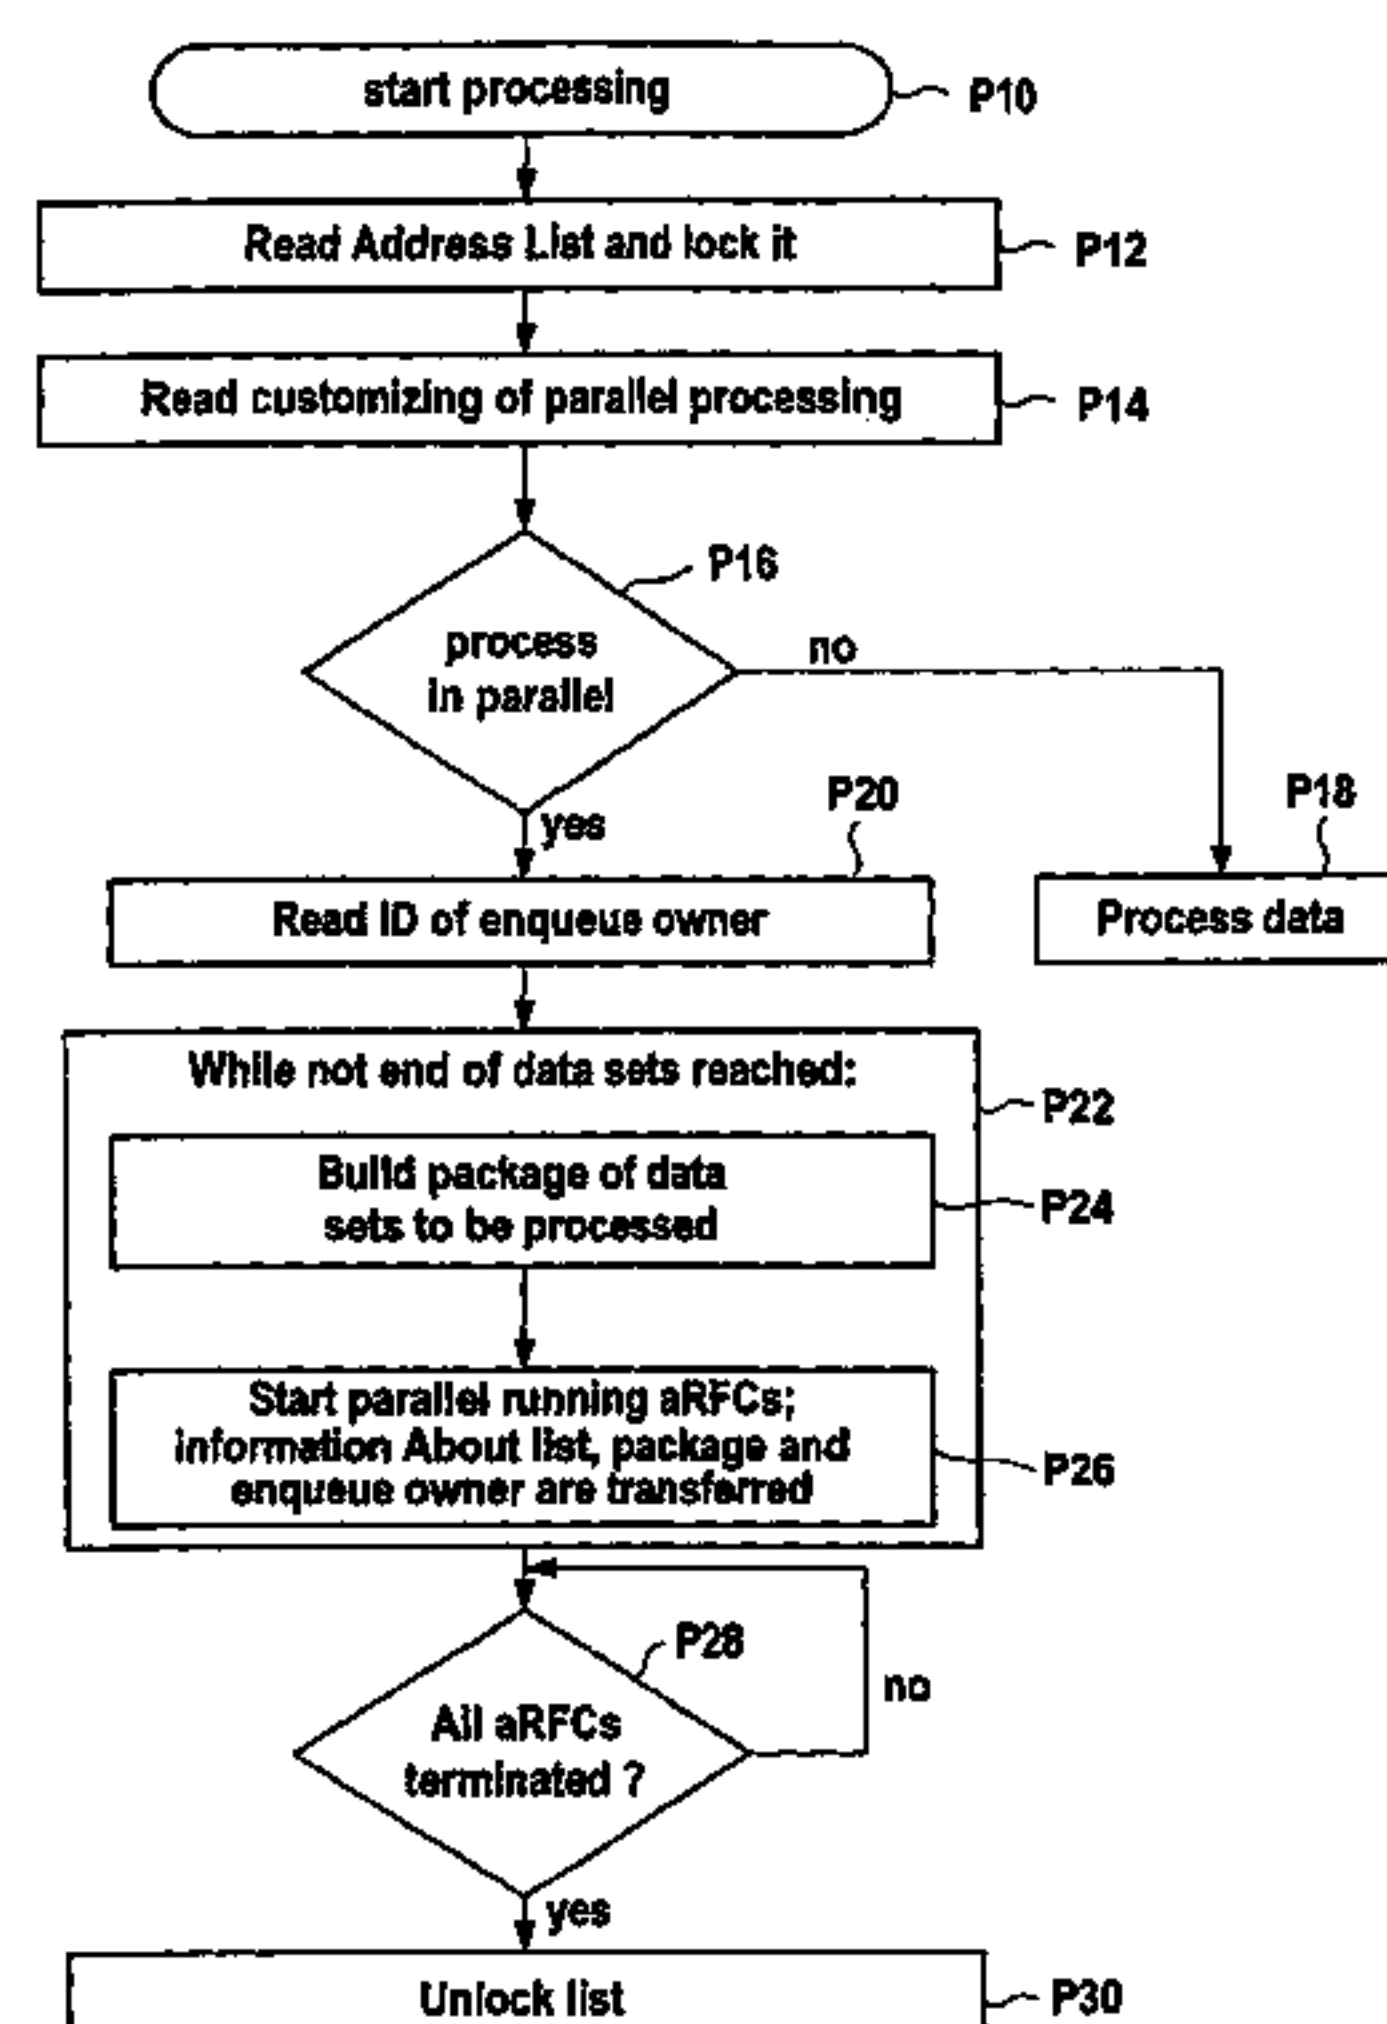 start processing
P10
Read Address List and lock it
P12
Read customizing of parallel processing
P14
P16
process
in parallel
no
yes
P20
P18
Read ID of enqueue owner
Process data
While not end of data sets reached:
P22
Build package of data
sets to be processed
P24
Start parallel running aRFCs;
information About list, package and
enqueue owner are transferred
P26
P28
no
All aRFCs
terminated ?
yes
Unlock list
P30